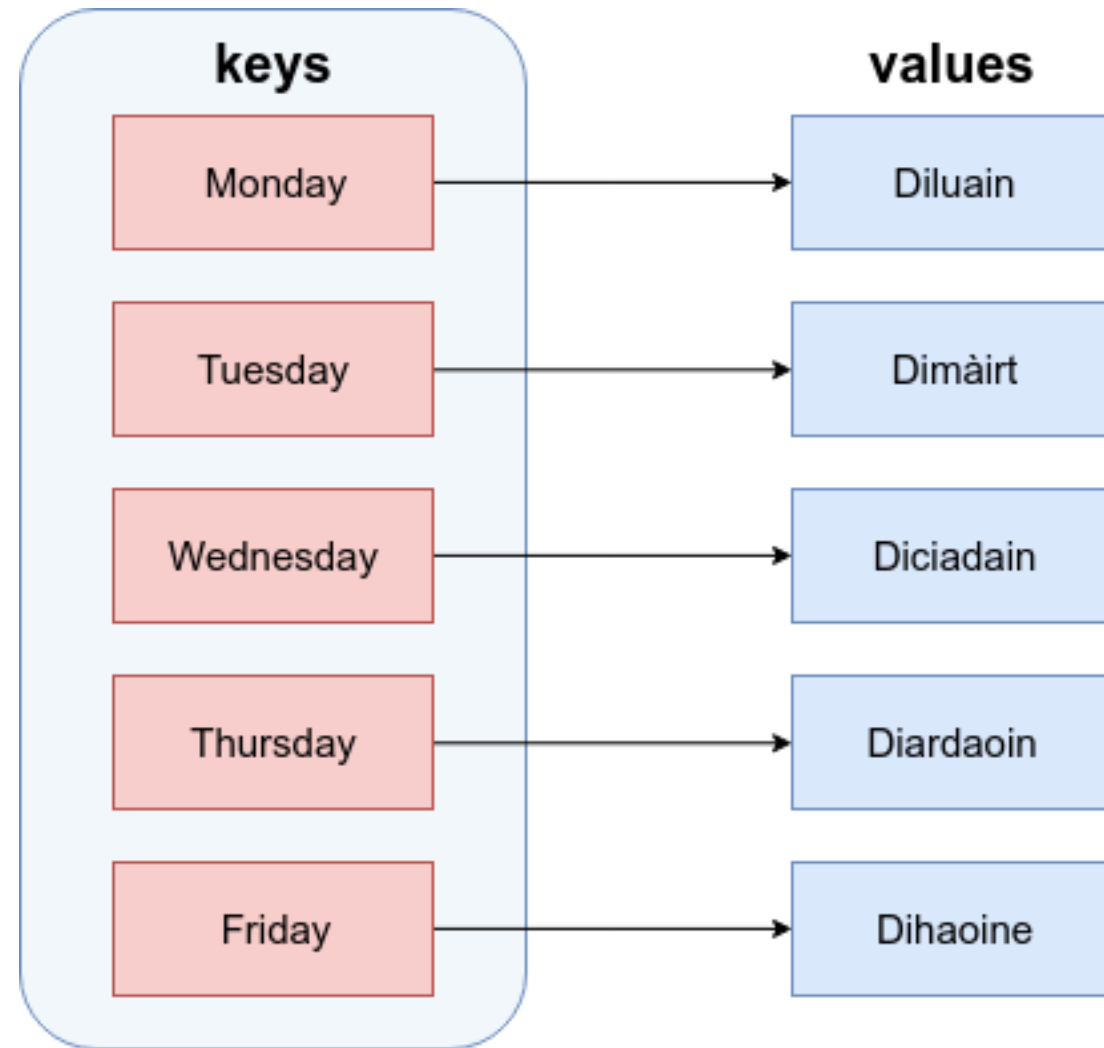 keys values
Monday Diluain
Tuesday Dimàirt
Wednesday Diciadain
Thursday Diardaoin
Friday Dihaoine